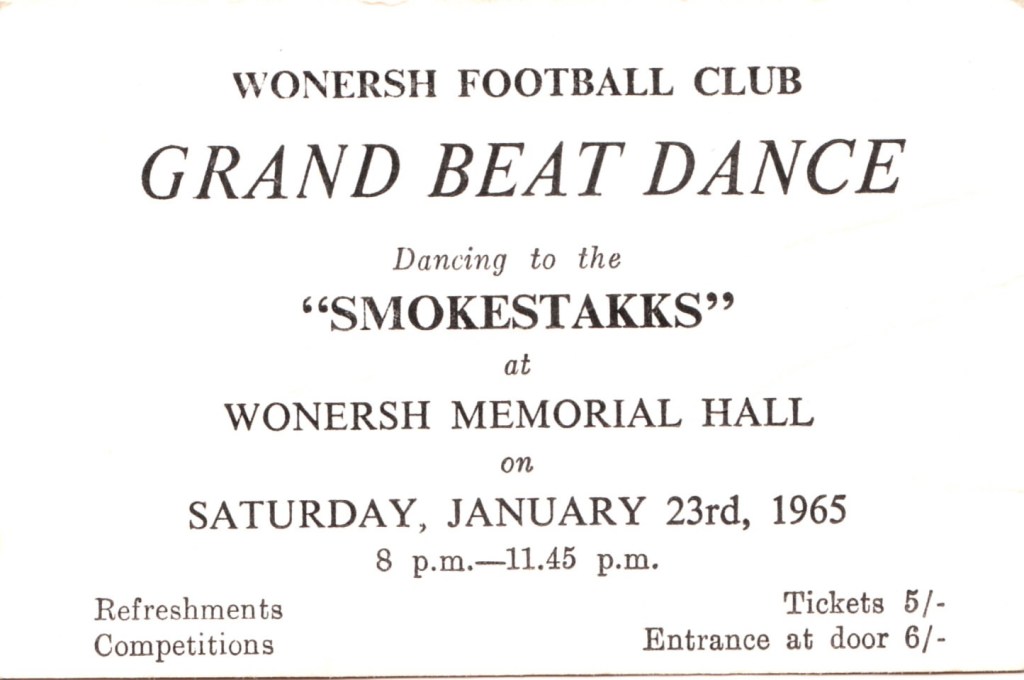 WONERSH FOOTBALL CLUB
GRAND BEAT DANCE
Dancing to the
“SMOKESTAKKS”
at
WONERSH MEMORIAL HALL
on
SATURDAY, JANUARY 23rd, 1965
8 p.m.—11.45 p.m.
Refreshments
Competitions
Tickets 5/-
Entrance at door 6/-